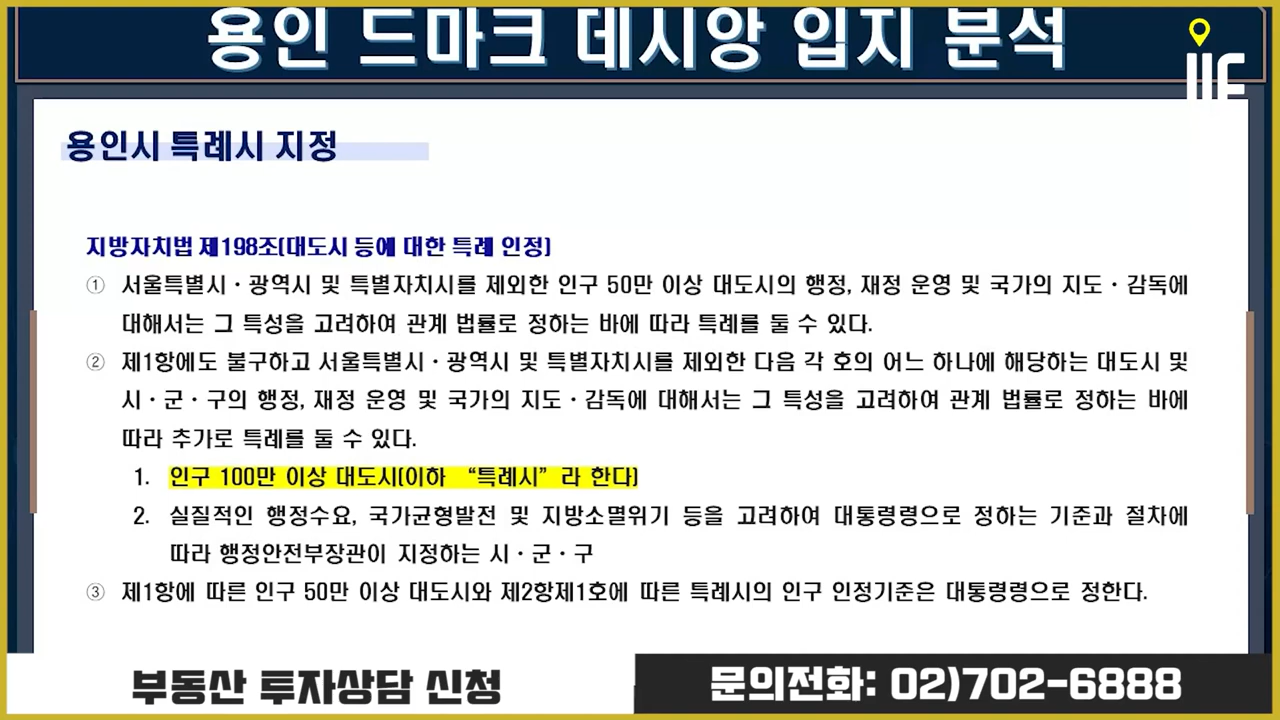 용인 드마크 데시앙 입지 분석
용인시 특례시 지정
지방자치법 제198조(대도시 등에 대한 특례 인정)
① 서울특별시·광역시 및 특별자치시를 제외한 인구 50만 이상 대도시의 행정, 재정 운영 및 국가의 지도·감독에
대해서는 그 특성을 고려하여 관계 법률로 정하는 바에 따라 특례를 둘 수 있다.
② 제1항에도 불구하고 서울특별시·광역시 및 특별자치시를 제외한 다음 각 호의 어느 하나에 해당하는 대도시 및
시·군·구의 행정, 재정 운영 및 국가의 지도·감독에 대해서는 그 특성을 고려하여 관계 법률로 정하는 바에
따라 추가로 특례를 둘 수 있다.
1. 인구 100만 이상 대도시(이하 “특례시” 라 한다)
2. 실질적인 행정수요, 국가균형발전 및 지방소멸위기 등을 고려하여 대통령령으로 정하는 기준과 절차에
따라 행정안전부장관이 지정하는 시·군·구
③ 제1항에 따른 인구 50만 이상 대도시와 제2항제1호에 따른 특례시의 인구 인정기준은 대통령령으로 정한다.
부동산 투자상담 신청
문의전화: 02)702-6888